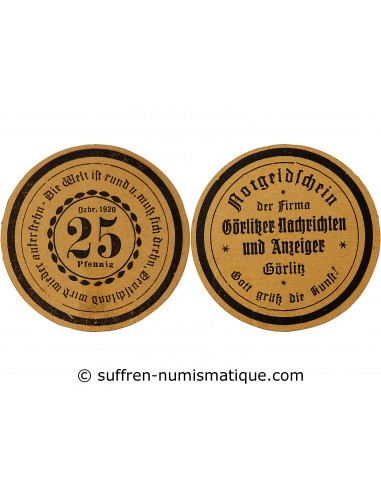 Die Welt ist rund u. muß sich drehn, Deutschland wird wieder auferstehn -
Dzbr. 1920
25
Pfennig
Notgeldschein
der Firma
Görlitzer Nachrichten
* und Anzeiger *
Görlitz
* Gott grüß die Kunst! *
© suffren-numismatique.com